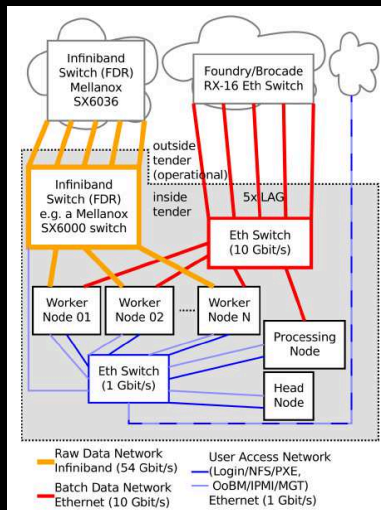 Infiniband
Switch (FDR)
Mellanox
SX6036
Foundry/Brocade
RX-16 Eth Switch
outside
tender
(operational)
inside
tender
5x LAG
Infiniband
Switch (FDR)
e.g. a Mellanox
SX6000 switch
Eth Switch
(10 Gbit/s)
Worker
Node 01
Worker
Node 02
.....
Worker
Node N
Processing
Node
Eth Switch
(1 Gbit/s)
Head
Node
Raw Data Network
Infiniband (54 Gbit/s)
Batch Data Network
Ethernet (10 Gbit/s)
User Access Network
(Login/NFS/PXE,
OoBM/IPMI/MGT)
Ethernet (1 Gbit/s)